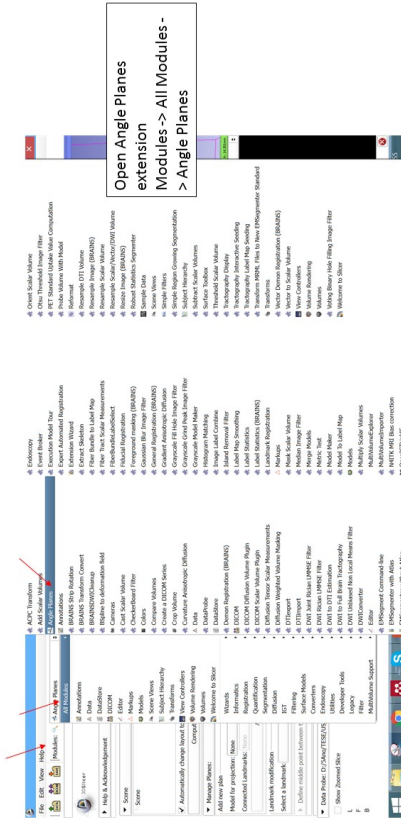 Open Angle Planes
extension
Modules -> All Modules -
> Angle Planes
File Edit View Help
Modules:
Angle Planes
All Modules
3DSlicer
Help & Acknowledgement
Scene
Scene
Automatically change layout to
Manage Planes:
Add new plan
Model for projection: None
Connected Landmarks: None
Landmark modification
Select a landmark:
Define middle point between
Data Probe:
Show Zoomed Slice
L
F
B
Annotations
Data
DataStore
DICOM
Editor
Markups
Models
Scene Views
Subject Hierarchy
Transforms
View Controllers
Volume Rendering
Volumes
Welcome to Slicer
Wizards
Informatics
Registration
Quantification
Segmentation
Diffusion
IGT
Filtering
Surface Models
Converters
Endoscopy
Utilities
Developer Tools
Legacy
Filter
MultiVolume Support
ACPC Transform
Add Scalar Volumes
Angle Planes
Annotations
BRAINS Strip Rotation
BRAINS Transform Convert
BRAINSDWICleanup
BSpline to deformation field
Cameras
Cast Scalar Volume
CheckerBoard Filter
Colors
Compare Volumes
Create a DICOM Series
Crop Volume
Curvature Anisotropic Diffusion
Data
DataProbe
DataStore
Demon Registration (BRAINS)
DICOM
DICOM Diffusion Volume Plugin
DICOM Scalar Volume Plugin
Diffusion Tensor Scalar Measurements
Diffusion Weighted Volume Masking
DTIexport
DTIimport
DWI Joint Rician LMMSE Filter
DWI Rician LMMSE Filter
DWI to DTI Estimation
DWI to Full Brain Tractography
DWI Unbiased Non Local Means Filter
DWIConverter
Editor
EMSegment Command-line
EMSegmenter with Atlas
Endoscopy
Event Broker
Execution Model Tour
Expert Automated Registration
Extension Wizard
Extract Skeleton
Fiber Bundle to Label Map
Fiber Tract Scalar Measurements
FiberBundleLabelSelect
Fiducial Registration
Foreground masking (BRAINS)
Gaussian Blur Image Filter
General Registration (BRAINS)
Gradient Anisotropic Diffusion
Grayscale Fill Hole Image Filter
Grayscale Grind Peak Image Filter
Grayscale Model Maker
Histogram Matching
Image Label Combine
Island Removal Filter
Label Map Smoothing
Label Statistics
Label Statistics (BRAINS)
Landmark Registration
Markups
Mask Scalar Volume
Median Image Filter
Merge Models
Metric Test
Model Maker
Model To Label Map
Models
Multiply Scalar Volumes
MultiVolumeExplorer
MultiVolumeImporter
N4ITK MRI Bias correction
Orient Scalar Volume
Otsu Threshold Image Filter
PET Standard Uptake Value Computation
Probe Volume With Model
Reformat
Resample DTI Volume
Resample Image (BRAINS)
Resample Scalar Volume
Resample Scalar/Vector/DWI Volume
Resize Image (BRAINS)
Robust Statistics Segmenter
Sample Data
Scene Views
Simple Filters
Simple Region Growing Segmentation
Subject Hierarchy
Subtract Scalar Volumes
Surface Toolbox
Threshold Scalar Volume
Tractography Display
Tractography Interactive Seeding
Tractography Label Map Seeding
Transform MRML Files to New EMSegmenter Standard
Transforms
Vector Demon Registration (BRAINS)
Vector to Scalar Volume
View Controllers
Volume Rendering
Volumes
Voting Binary Hole Filling Image Filter
Welcome to Slicer